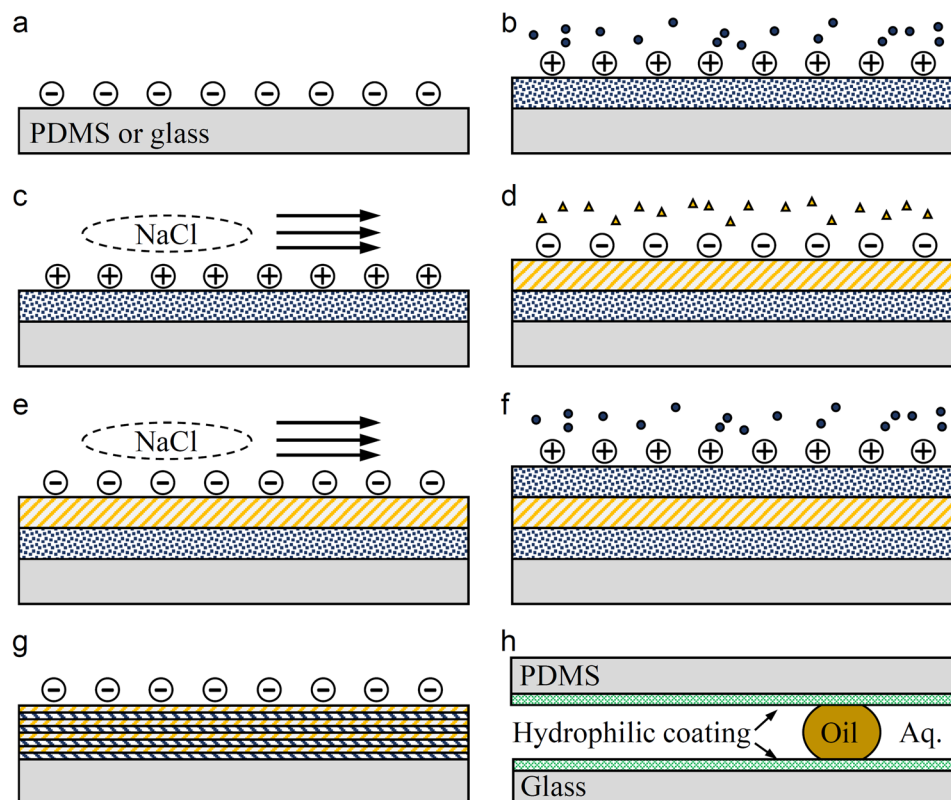 a
b
PDMS or glass
c
NaCl
d
e
NaCl
f
g
h
PDMS
Hydrophilic coating
Oil
Aq.
Glass